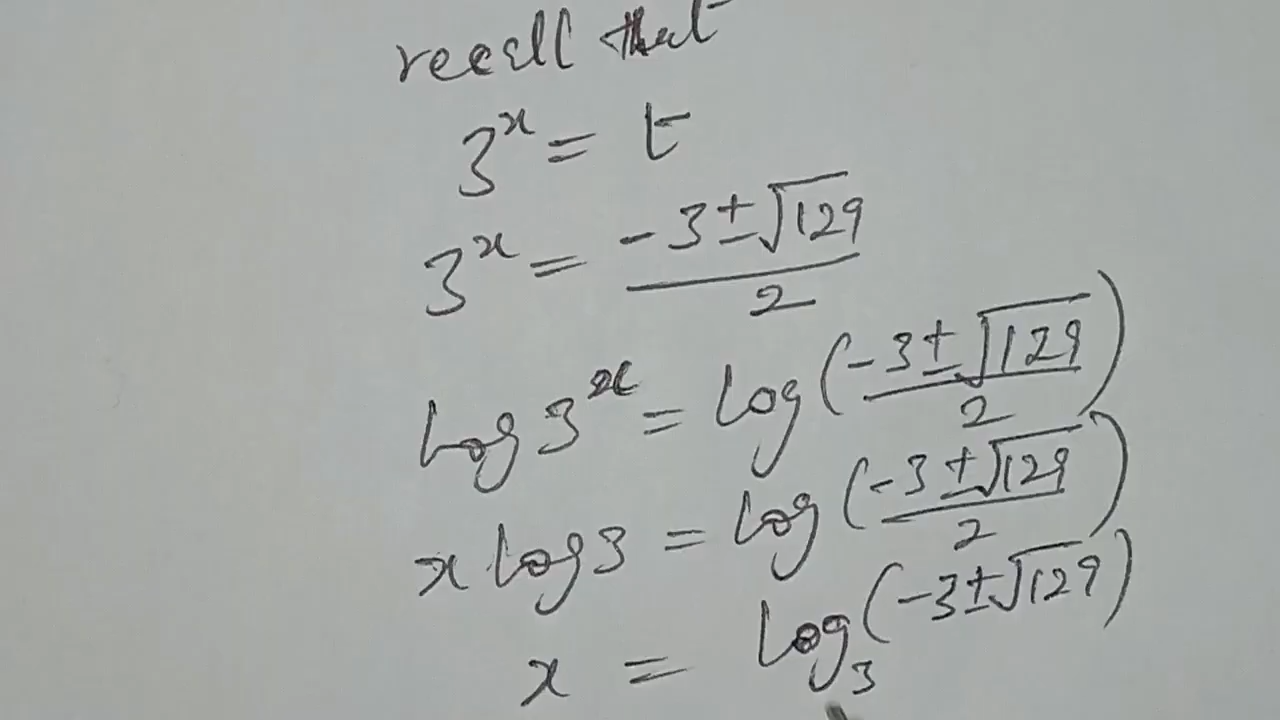 recall that
3^x = t
3^x = (-3 ± √129)/2
log 3^x = log((-3 ± √129)/2)
x log 3 = log((-3 ± √129)/2)
x = log_3(-3 ± √129)